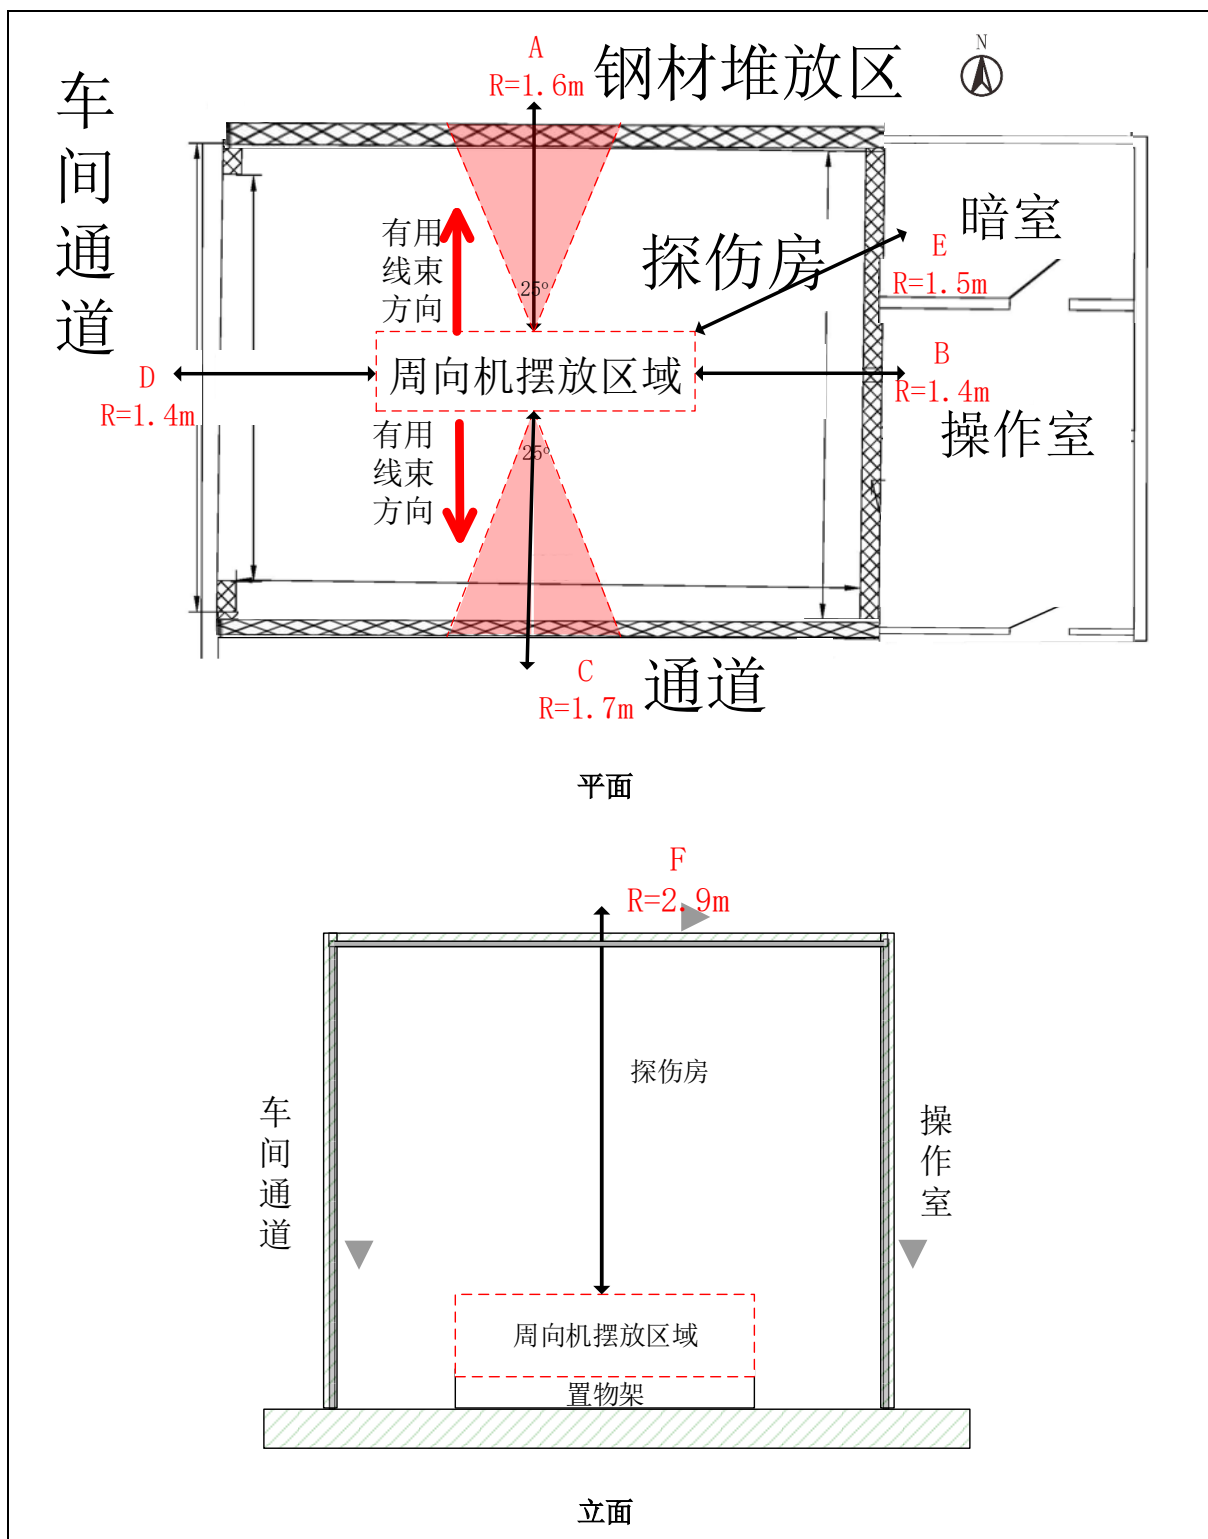 A
R=1.6m
钢材堆放区
N
车间通道
有用
线束
方向
25°
探伤房
暗室
E
R=1.5m
D
R=1.4m
周向机摆放区域
B
R=1.4m
操作室
有用
线束
方向
25°
C
R=1.7m
通道
平面
F
R=2.9m
探伤房
车间通道
操作室
周向机摆放区域
置物架
立面